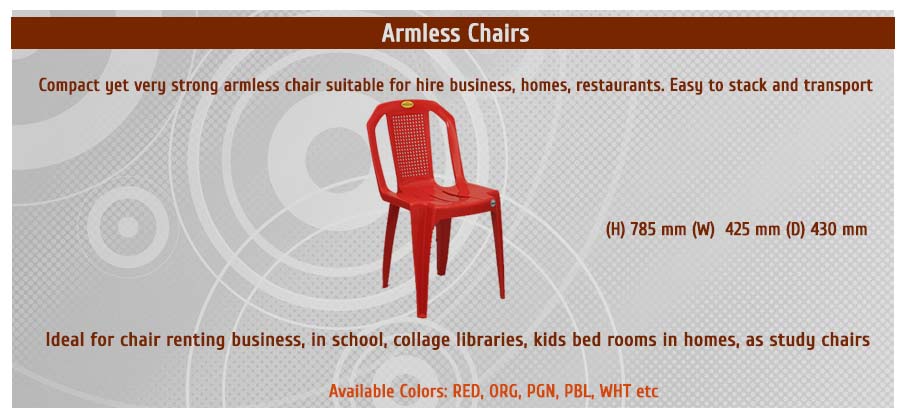 Armless Chairs
Compact yet very strong armless chair suitable for hire business, homes, restaurants. Easy to stack and transport
(H) 785 mm (W)  425 mm (D) 430 mm
Ideal for chair renting business, in school, collage libraries, kids bed rooms in homes, as study chairs
Available Colors: RED, ORG, PGN, PBL, WHT etc